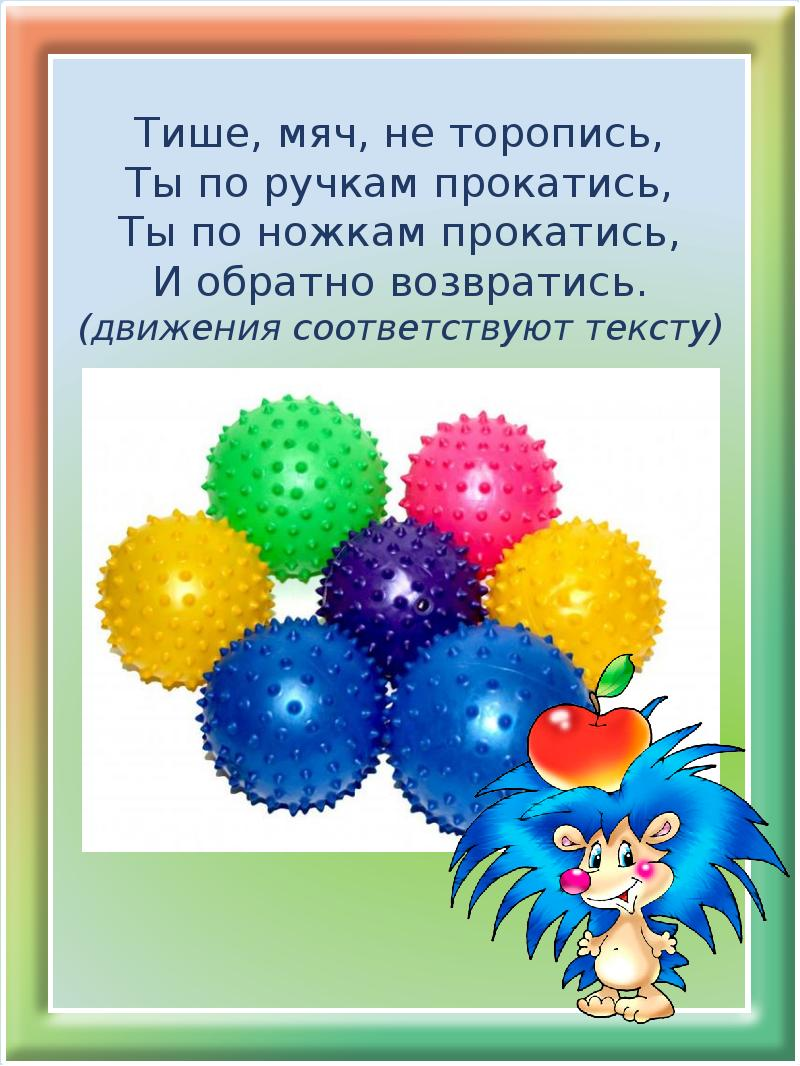 Тише, мяч, не торопись,
Ты по ручкам прокатись,
Ты по ножкам прокатись,
И обратно возвратись.
(движения соответствуют тексту)